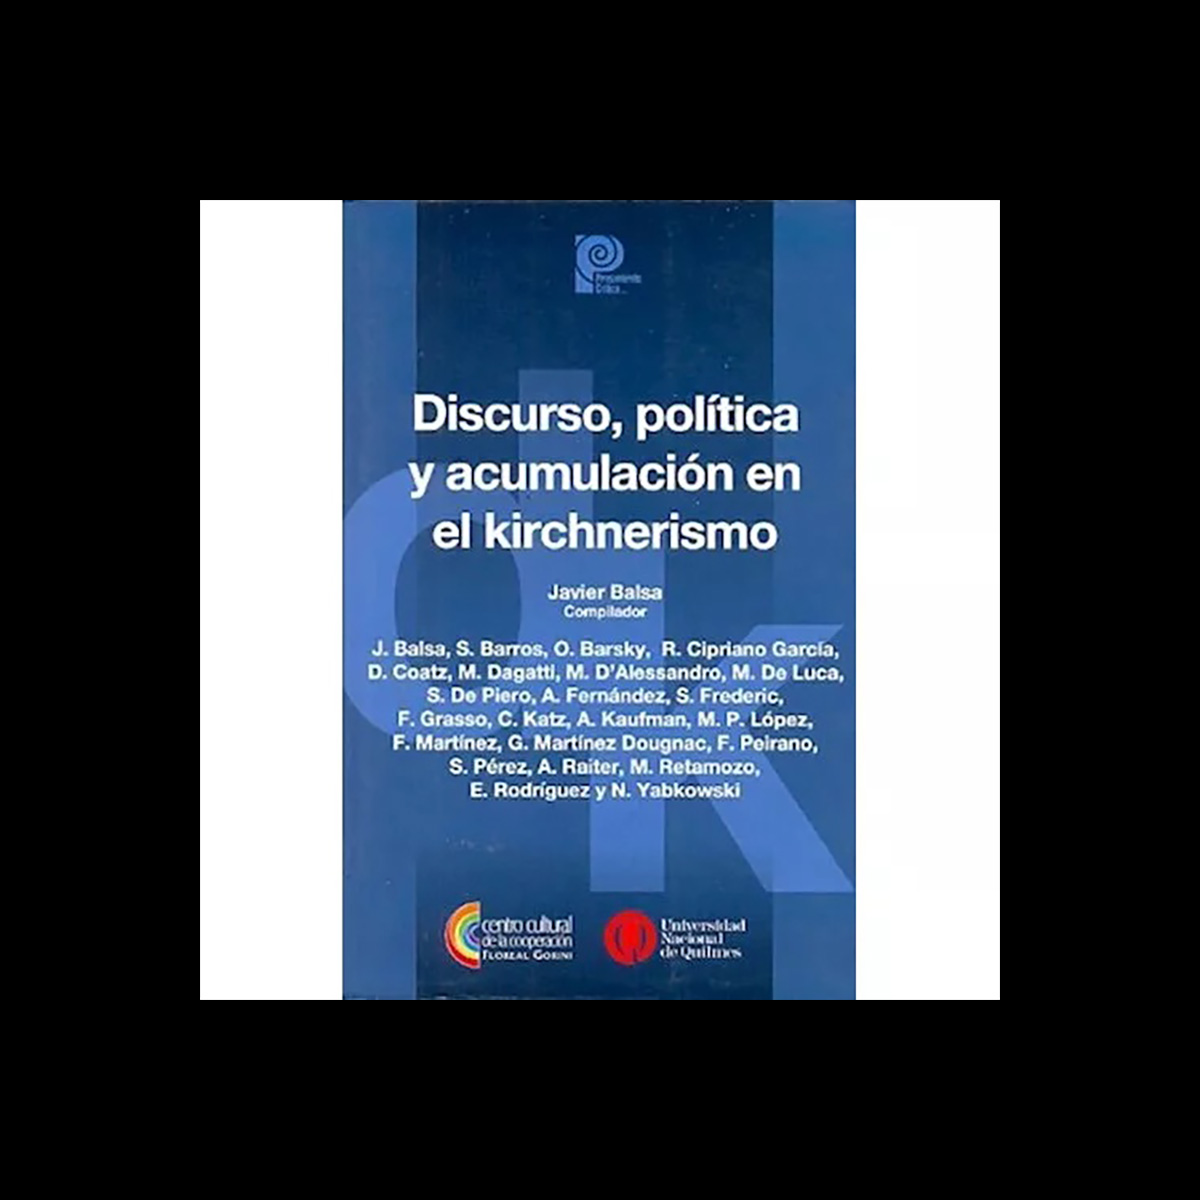 Pensamiento
Crítico
Discurso, política
y acumulación en
el kirchnerismo
Javier Balsa
Compilador
J. Balsa, S. Barros, O. Barsky, R. Cipriano García,
D. Coatz, M. Dagatti, M. D'Alessandro, M. De Luca,
S. De Piero, A. Fernández, S. Frederic,
F. Grasso, C. Katz, A. Kaufman, M. P. López,
F. Martínez, G. Martínez Dougnac, F. Peirano,
S. Pérez, A. Raiter, M. Retamozo,
E. Rodríguez y N. Yabkowski
centro cultural
de la cooperación
FLOREAL GORINI
Universidad
Nacional
de Quilmes